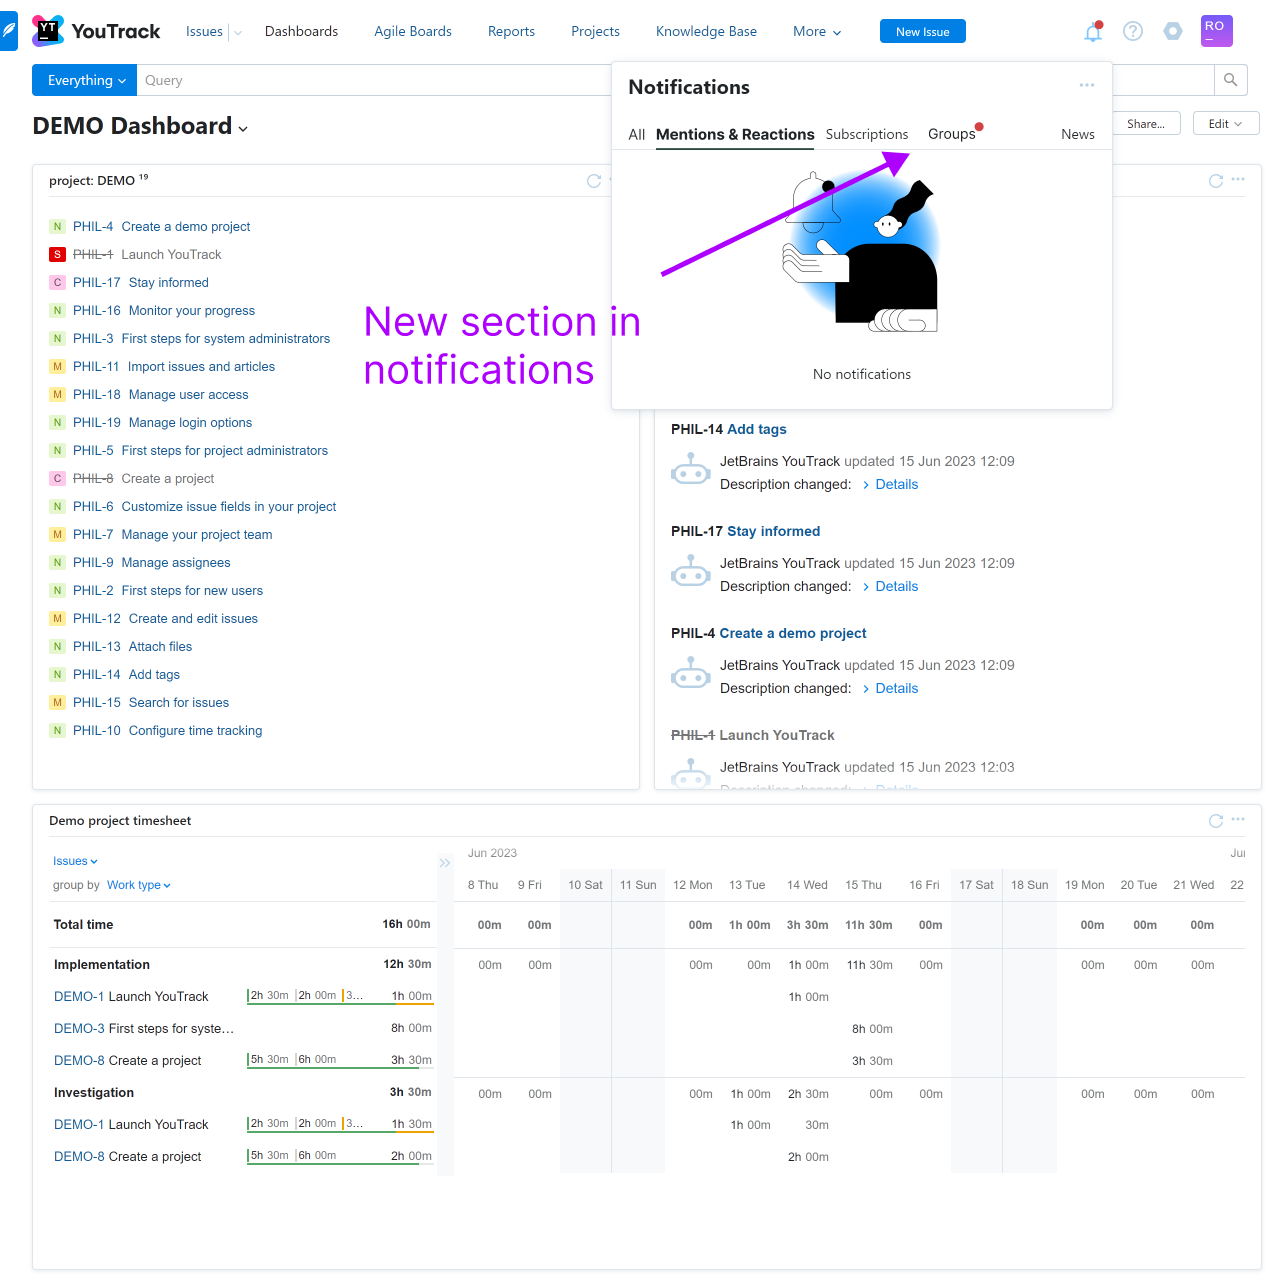 YT
YouTrack
Issues
Dashboards
Agile Boards
Reports
Projects
Knowledge Base
More
New Issue
RO
Everything
Query
DEMO Dashboard
Share...
Edit
Notifications
All
Mentions & Reactions
Subscriptions
Groups
News
No notifications
New section in
notifications
project: DEMO 19
N PHIL-4 Create a demo project
S PHIL-1 Launch YouTrack
C PHIL-17 Stay informed
N PHIL-16 Monitor your progress
N PHIL-3 First steps for system administrators
M PHIL-11 Import issues and articles
M PHIL-18 Manage user access
N PHIL-19 Manage login options
N PHIL-5 First steps for project administrators
C PHIL-8 Create a project
N PHIL-6 Customize issue fields in your project
M PHIL-7 Manage your project team
N PHIL-9 Manage assignees
N PHIL-2 First steps for new users
M PHIL-12 Create and edit issues
N PHIL-13 Attach files
N PHIL-14 Add tags
M PHIL-15 Search for issues
N PHIL-10 Configure time tracking
PHIL-14 Add tags
JetBrains YouTrack updated 15 Jun 2023 12:09
Description changed: > Details
PHIL-17 Stay informed
JetBrains YouTrack updated 15 Jun 2023 12:09
Description changed: > Details
PHIL-4 Create a demo project
JetBrains YouTrack updated 15 Jun 2023 12:09
Description changed: > Details
PHIL-1 Launch YouTrack
JetBrains YouTrack updated 15 Jun 2023 12:03
Description changed: > Details
Demo project timesheet
Issues
Jun 2023
group by Work type
8 Thu 9 Fri 10 Sat 11 Sun 12 Mon 13 Tue 14 Wed 15 Thu 16 Fri 17 Sat 18 Sun 19 Mon 20 Tue 21 Wed 22
Total time 16h 00m 00m 00m 00m 1h 00m 3h 30m 11h 30m 00m 00m 00m 00m
Implementation 12h 30m 00m 00m 00m 00m 1h 00m 11h 30m 00m 00m 00m 00m
DEMO-1 Launch YouTrack 2h 30m 2h 00m 3... 1h 00m 1h 00m
DEMO-3 First steps for syste... 8h 00m 8h 00m
DEMO-8 Create a project 5h 30m 6h 00m 3h 30m 3h 30m
Investigation 3h 30m 00m 00m 00m 1h 00m 2h 30m 00m 00m 00m 00m 00m
DEMO-1 Launch YouTrack 2h 30m 2h 00m 3... 1h 30m 1h 00m 30m
DEMO-8 Create a project 5h 30m 6h 00m 2h 00m 2h 00m